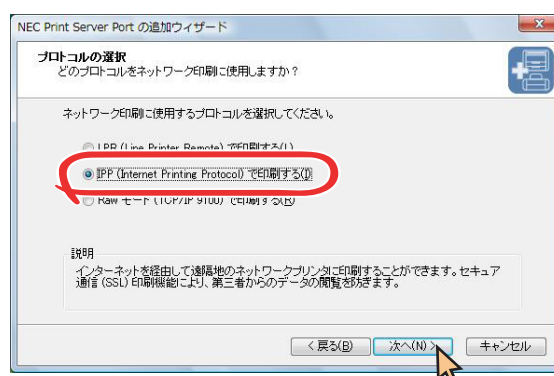 NEC Print Server Port の追加ウィザード
プロトコルの選択
どのプロトコルをネットワーク印刷に使用しますか?
ネットワーク印刷に使用するプロトコルを選択してください。
LPR (Line Printer Remote) で印刷する(L)
IPP (Internet Printing Protocol) で印刷する(I)
Raw モード (TCP/IP 9100) で印刷する(R)
説明
インターネットを経由して遠隔地のネットワークプリンタに印刷することができます。セキュア
通信 (SSL) 印刷機能により、第三者からのデータの閲覧を防ぎます。
< 戻る(B) 次へ(N) > キャンセル